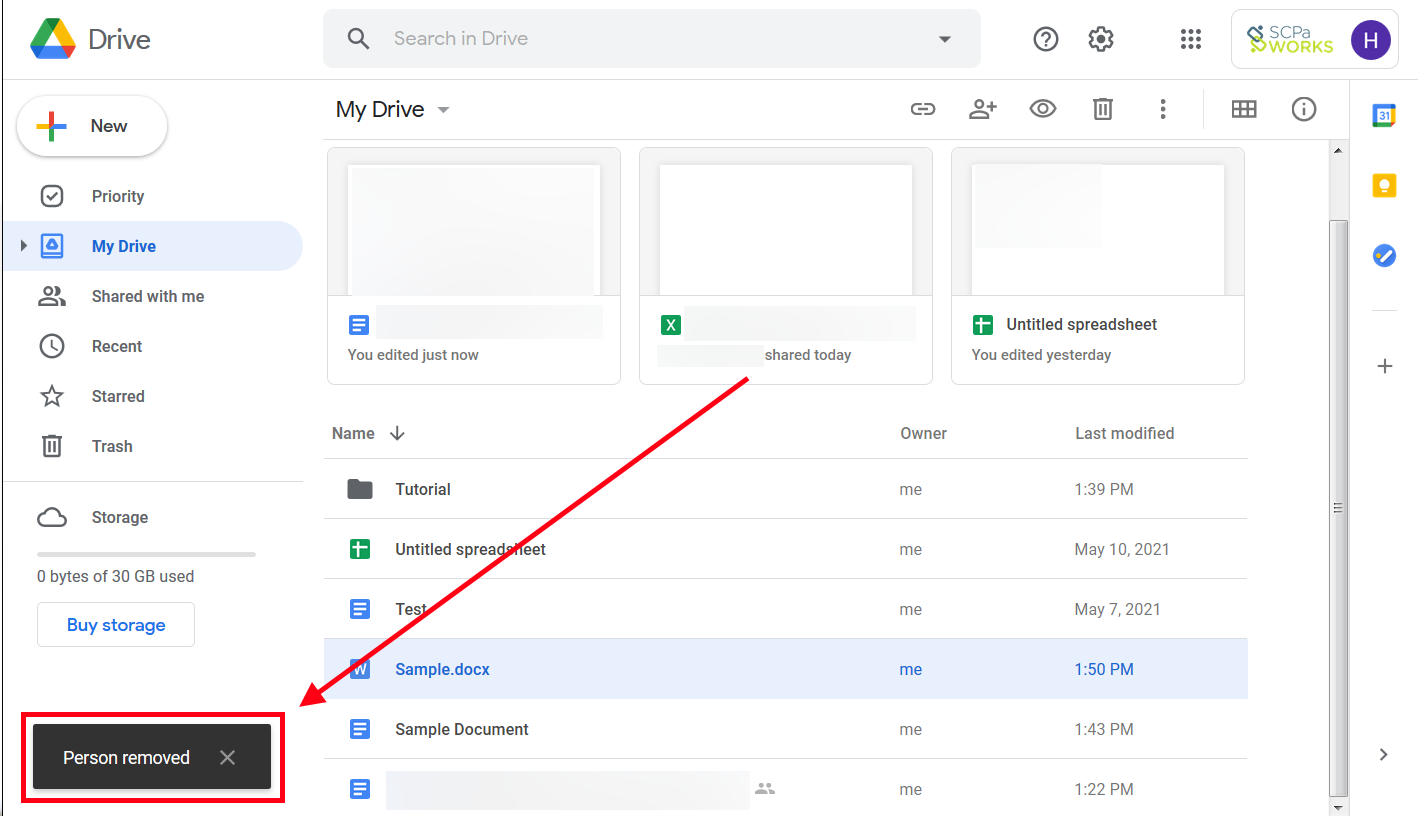 Drive
Search in Drive
SCPa
WORKS
H
New
My Drive
31
Priority
My Drive
Shared with me
Recent
Starred
Trash
Storage
0 bytes of 30 GB used
Buy storage
You edited just now
X
shared today
Untitled spreadsheet
You edited yesterday
Name Owner Last modified
Tutorial me 1:39 PM
Untitled spreadsheet me May 10, 2021
Test me May 7, 2021
W Sample.docx me 1:50 PM
Sample Document me 1:43 PM
me 1:22 PM
Person removed